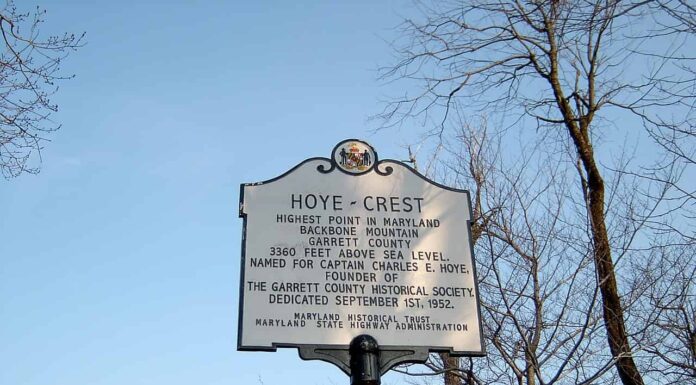 HOYE - CREST
HIGHEST POINT IN MARYLAND
BACKBONE MOUNTAIN
GARRETT COUNTY
3360 FEET ABOVE SEA LEVEL.
NAMED FOR CAPTAIN CHARLES E. HOYE,
FOUNDER OF
THE GARRETT COUNTY HISTORICAL SOCIETY.
DEDICATED SEPTEMBER 1ST, 1952.
MARYLAND HISTORICAL TRUST
MARYLAND STATE HIGHWAY ADMINISTRATION